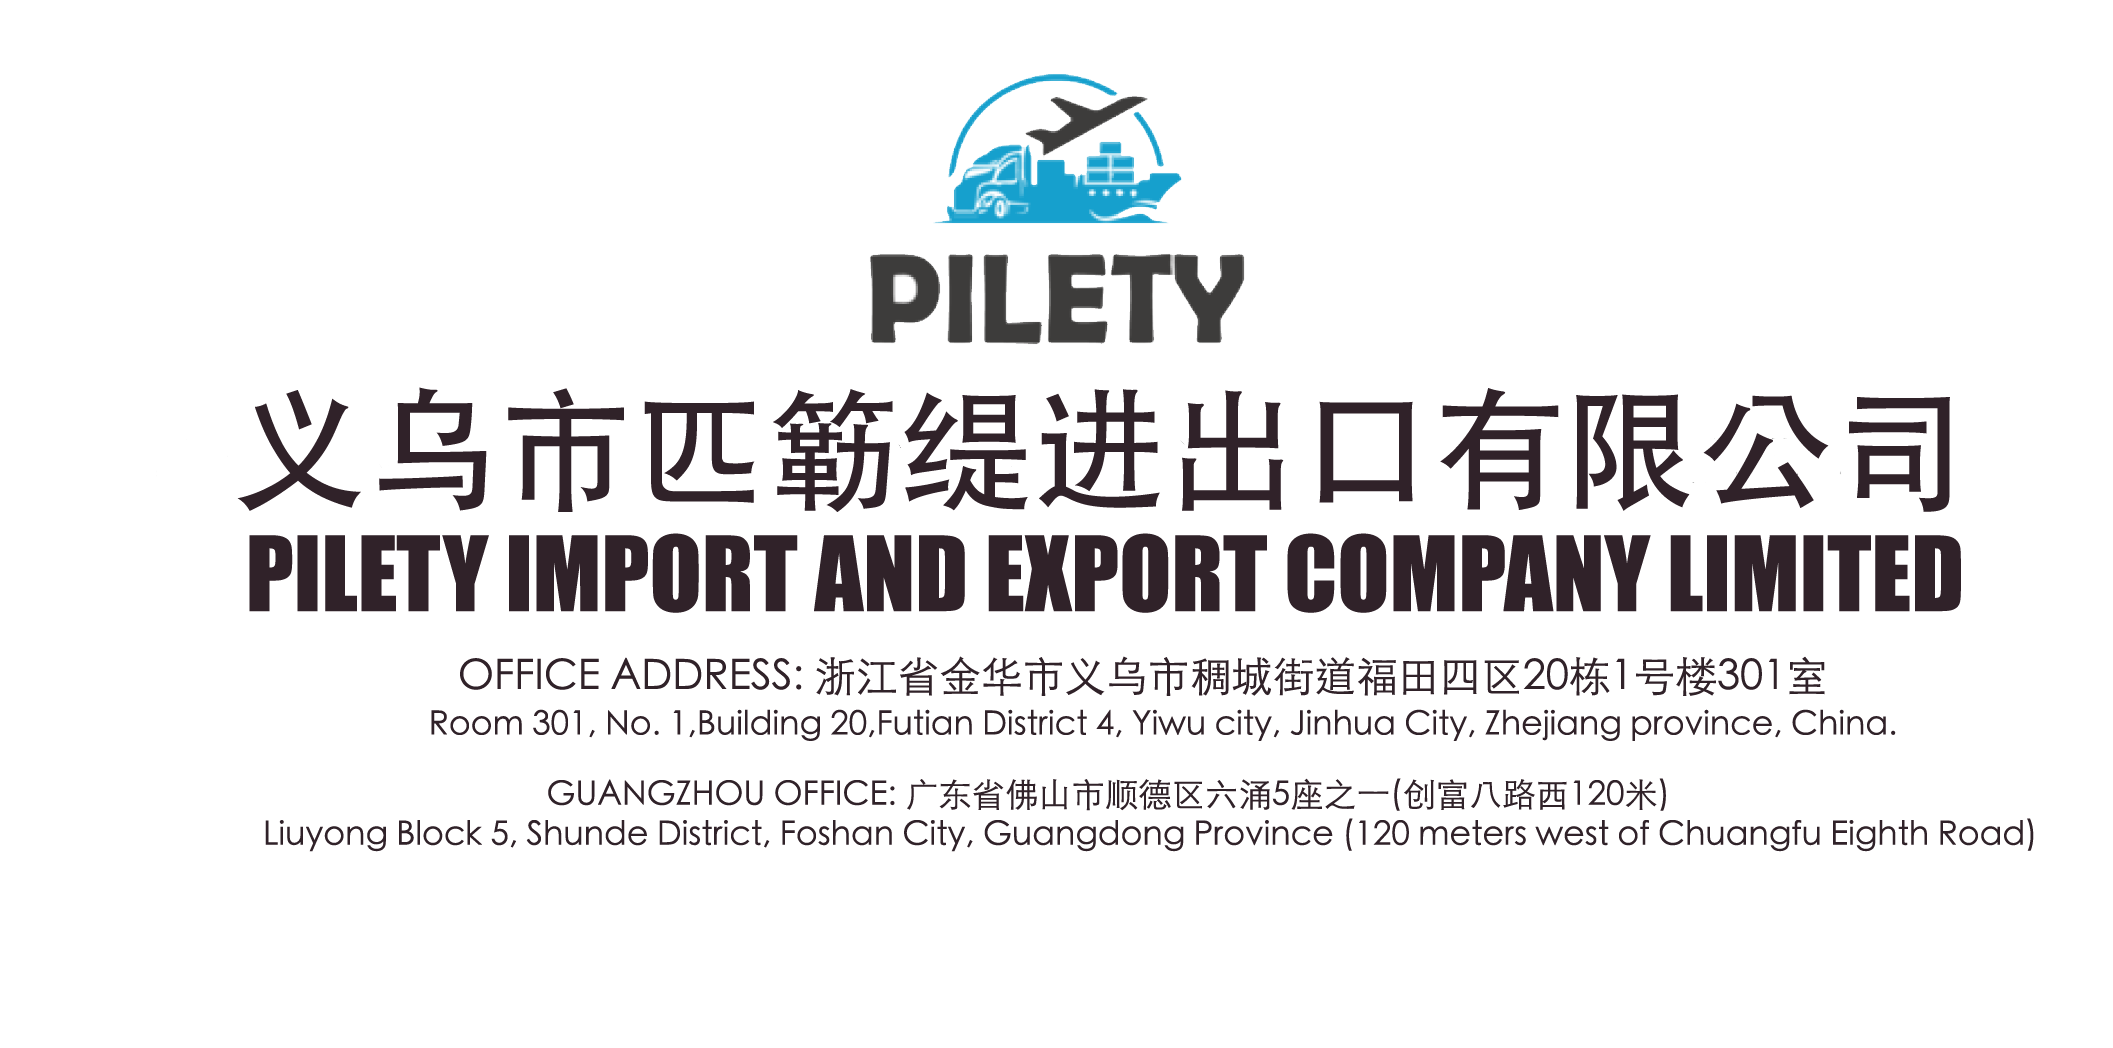 PILETY
义乌市匹簕缇进出口有限公司
PILETY IMPORT AND EXPORT COMPANY LIMITED
OFFICE ADDRESS: 浙江省金华市义乌市稠城街道福田四区20栋1号楼301室
Room 301, No. 1,Building 20,Futian District 4, Yiwu city, Jinhua City, Zhejiang province, China.
GUANGZHOU OFFICE: 广东省佛山市顺德区六涌5座之一(创富八路西120米)
Liuyong Block 5, Shunde District, Foshan City, Guangdong Province (120 meters west of Chuangfu Eighth Road)